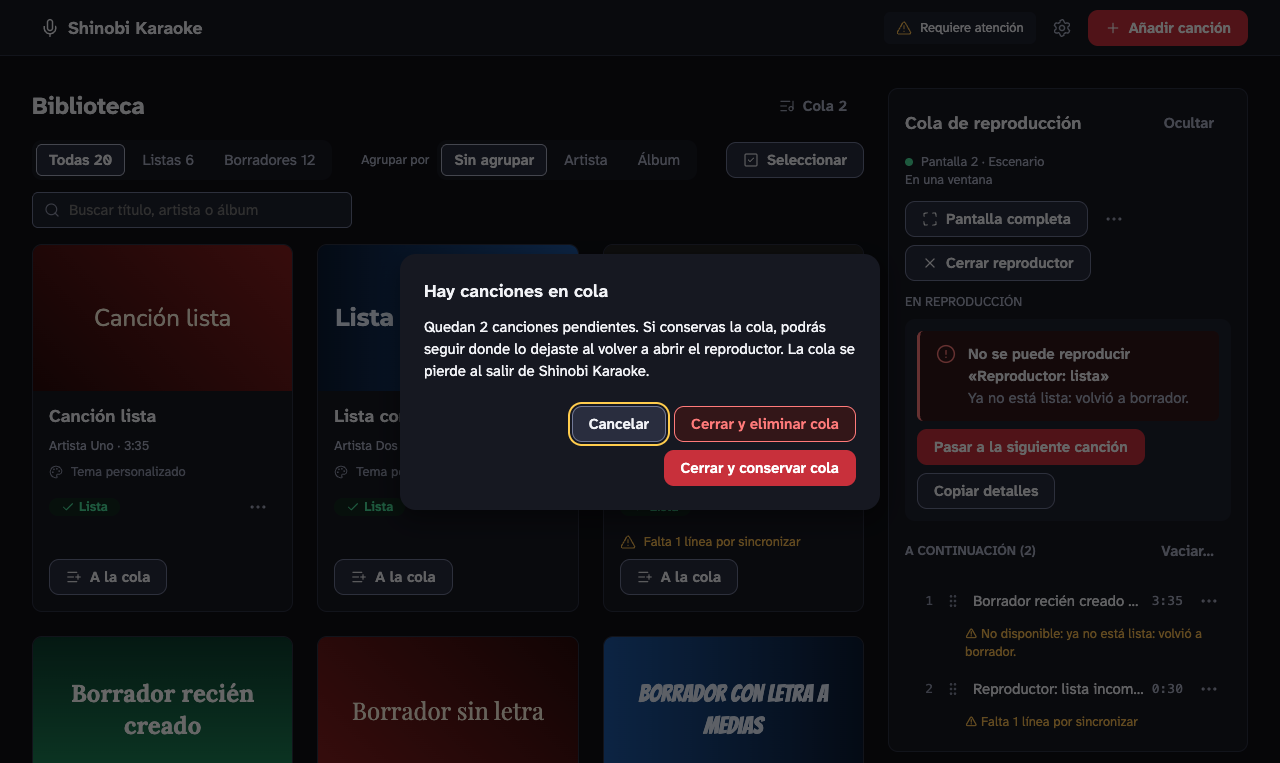 Shinobi Karaoke
Requiere atención
Añadir canción
Biblioteca
Cola 2
Todas 20
Listas 6
Borradores 12
Agrupar por
Sin agrupar
Artista
Álbum
Seleccionar
Buscar título, artista o álbum
Canción lista
Canción lista
Artista Uno · 3:35
Tema personalizado
Lista
A la cola
Lista
Lista co
Artista Dos
Tema pe
Lista
A la cola
Falta 1 línea por sincronizar
A la cola
Borrador recién
creado
Borrador sin letra
BORRADOR CON LETRA A
MEDIAS
Hay canciones en cola
Quedan 2 canciones pendientes. Si conservas la cola, podrás
seguir donde lo dejaste al volver a abrir el reproductor. La cola se
pierde al salir de Shinobi Karaoke.
Cancelar
Cerrar y eliminar cola
Cerrar y conservar cola
Cola de reproducción
Ocultar
Pantalla 2 · Escenario
En una ventana
Pantalla completa
Cerrar reproductor
EN REPRODUCCIÓN
No se puede reproducir
«Reproductor: lista»
Ya no está lista: volvió a borrador.
Pasar a la siguiente canción
Copiar detalles
A CONTINUACIÓN (2)
Vaciar...
1 Borrador recién creado ... 3:35
No disponible: ya no está lista: volvió a
borrador.
2 Reproductor: lista incom... 0:30
Falta 1 línea por sincronizar